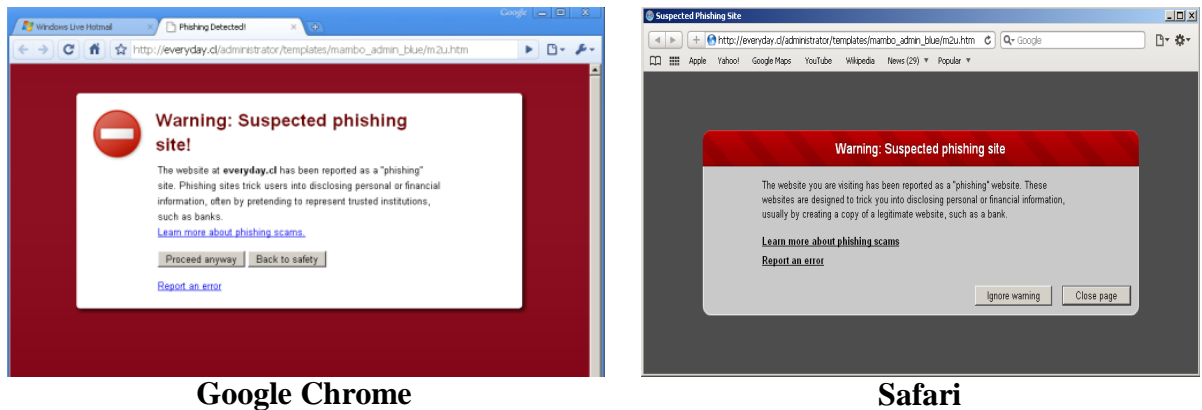 Google
Windows Live Hotmail
Phishing Detected!
http://everyday.cl/administrator/templates/mambo_admin_blue/m2u.htm
Warning: Suspected phishing
site!
The website at everyday.cl has been reported as a "phishing"
site. Phishing sites trick users into disclosing personal or financial
information, often by pretending to represent trusted institutions,
such as banks.
Learn more about phishing scams.
Proceed anyway
Back to safety
Report an error
Google Chrome
Suspected Phishing Site
http://everyday.cl/administrator/templates/mambo_admin_blue/m2u.htm
Google
Apple Yahoo! Google Maps YouTube Wikipedia News (29) Popular
Warning: Suspected phishing site
The website you are visiting has been reported as a "phishing" website. These
websites are designed to trick you into disclosing personal or financial information,
usually by creating a copy of a legitimate website, such as a bank.
Learn more about phishing scams
Report an error
Ignore warning
Close page
Safari